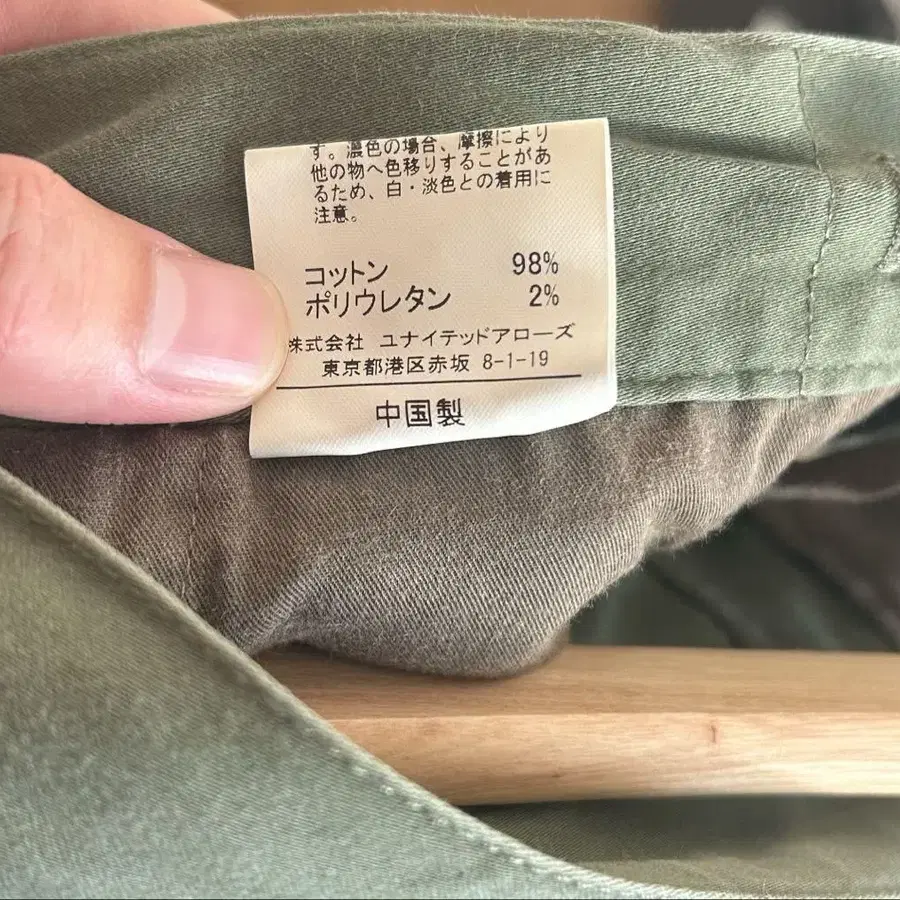 す。濃色の場合、摩擦により
他の物へ色移りすることがあ
るため、白・淡色との着用に
注意。
コットン 98%
ポリウレタン 2%
株式会社 ユナイテッドアローズ
東京都港区赤坂 8-1-19
中国製